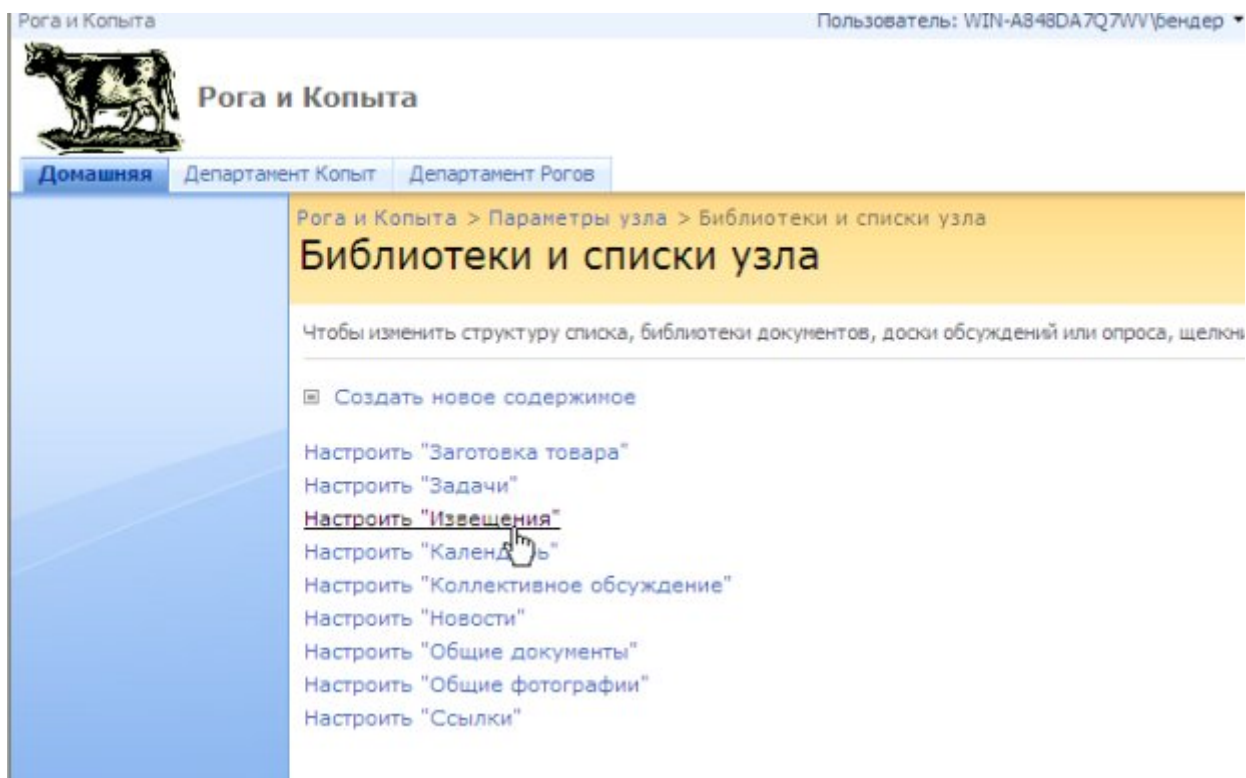 Рога и Копыта
Пользователь: WIN-A848DA7Q7WV\бендер
Рога и Копыта
Домашняя
Департамент Копыт
Департамент Рогов
Рога и Копыта > Параметры узла > Библиотеки и списки узла
Библиотеки и списки узла
Чтобы изменить структуру списка, библиотеки документов, доски обсуждений или опроса, щелкни
Создать новое содержимое
Настроить "Заготовка товара"
Настроить "Задачи"
Настроить "Извещения"
Настроить "Календарь"
Настроить "Коллективное обсуждение"
Настроить "Новости"
Настроить "Общие документы"
Настроить "Общие фотографии"
Настроить "Ссылки"